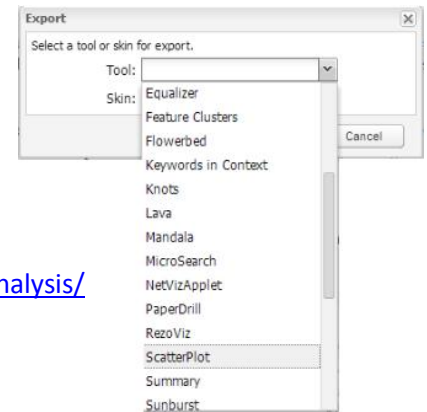 Export
Select a tool or skin for export.
Tool:
Skin:
Equalizer
Feature Clusters
Flowerbed
Keywords in Context
Knots
Lava
Mandala
MicroSearch
NetVizApplet
PaperDrill
RezoViz
ScatterPlot
Summary
Sunburst
Cancel
nalysis/